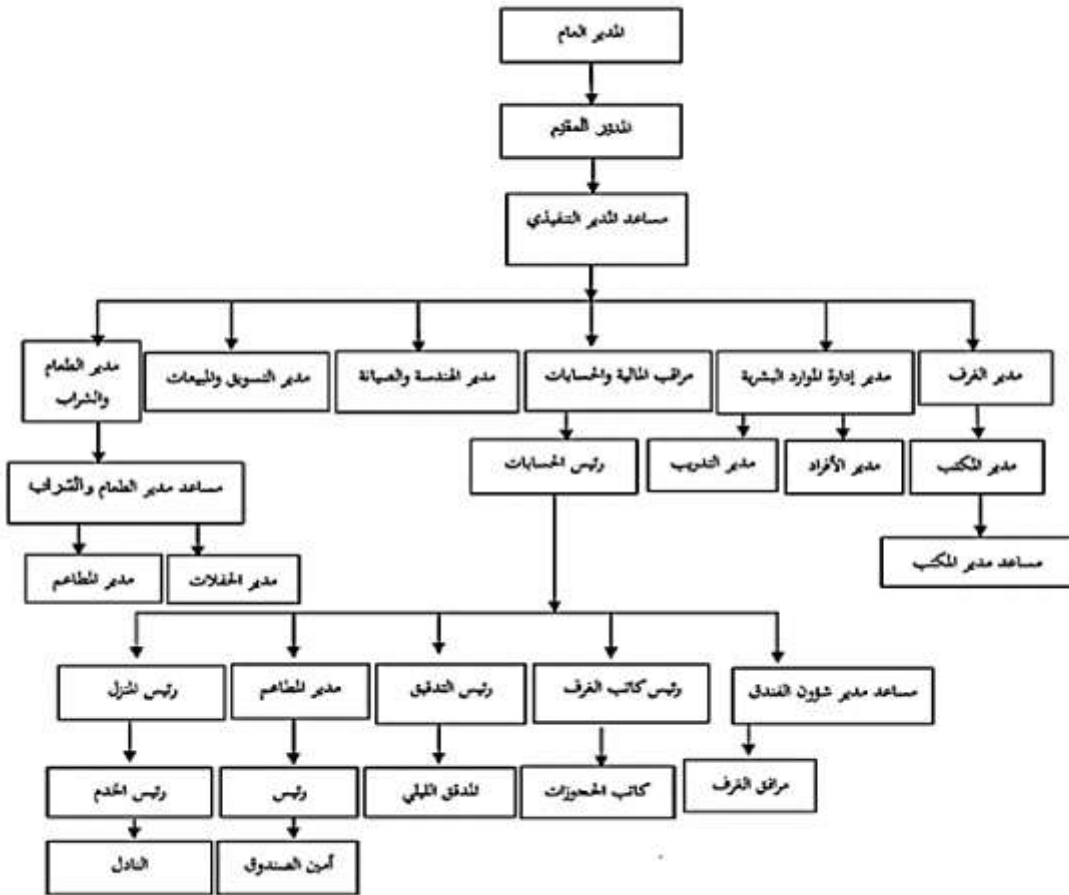 المدير العام
المدير المقيم
مساعد المدير التنفيذي
مدير الغرف
مدير إدارة الموارد البشرية
مراقب المالية والحسابات
مدير الهندسة والصيانة
مدير التسويق والمبيعات
مدير الطعام
والشراب
مدير المكتب
مدير الأفراد
مدير التدريب
رئيس الحسابات
مساعد مدير الطعام والشراب
مساعد مدير المكتب
مدير الحفلات
مدير المطاعم
مساعد مدير شؤون الفندق
رئيس كاتب الغرف
رئيس التدقيق
مدير المطاعم
رئيس المنزل
مرافق الغرف
كاتب الحجوزات
المدقق الليلي
رئيس
رئيس الخدم
أمين الصندوق
النادل